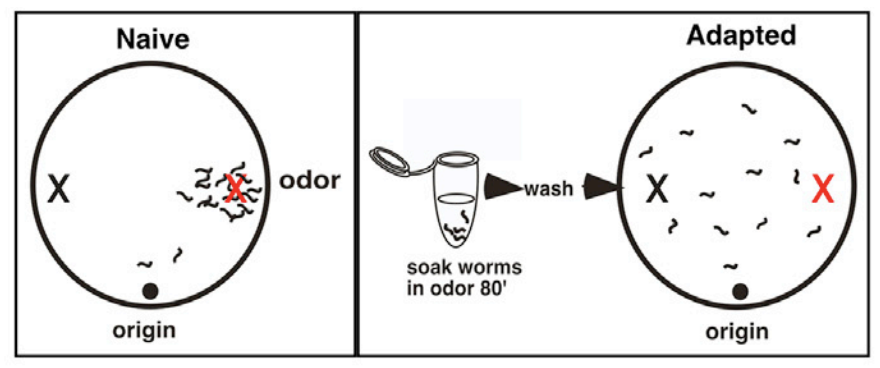 Naive
X
X
odor
origin
soak worms
in odor 80'
wash
Adapted
X
X
origin